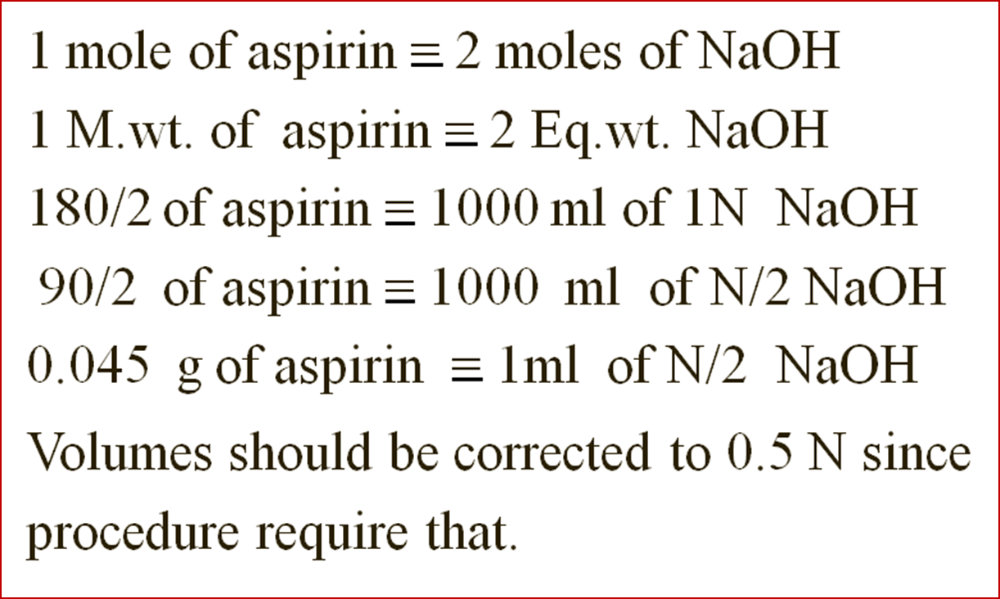 1 mole of aspirin ≡ 2 moles of NaOH
1 M.wt. of aspirin ≡ 2 Eq.wt. NaOH
180/2 of aspirin ≡ 1000 ml of 1N NaOH
90/2 of aspirin ≡ 1000 ml of N/2 NaOH
0.045 g of aspirin ≡ 1ml of N/2 NaOH
Volumes should be corrected to 0.5 N since
procedure require that.